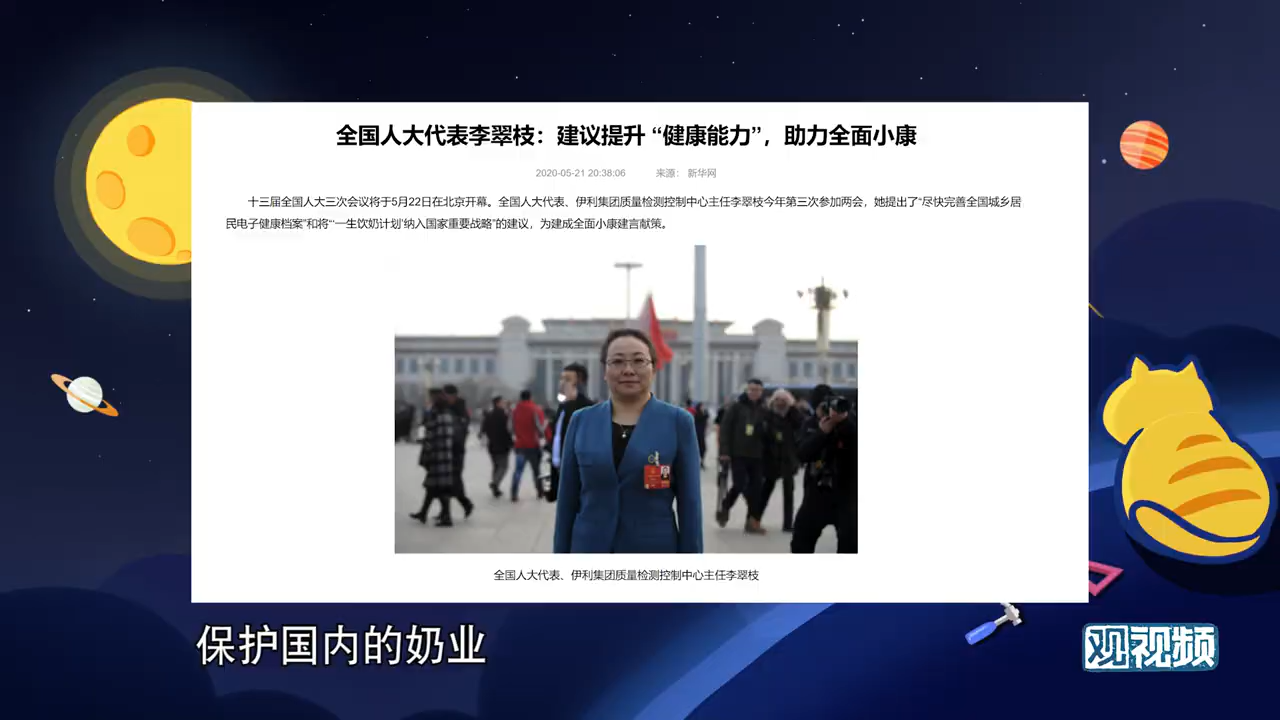 全国人大代表李翠枝：建议提升 “健康能力”，助力全面小康
2020-05-21 20:38:06 来源： 新华网
十三届全国人大三次会议将于5月22日在北京开幕。全国人大代表、伊利集团质量检测控制中心主任李翠枝今年第三次参加两会，她提出了“尽快完善全国城乡居
民电子健康档案”和将“‘一生饮奶计划’纳入国家重要战略”的建议，为建成全面小康建言献策。
全国人大代表、伊利集团质量检测控制中心主任李翠枝
保护国内的奶业
观视频